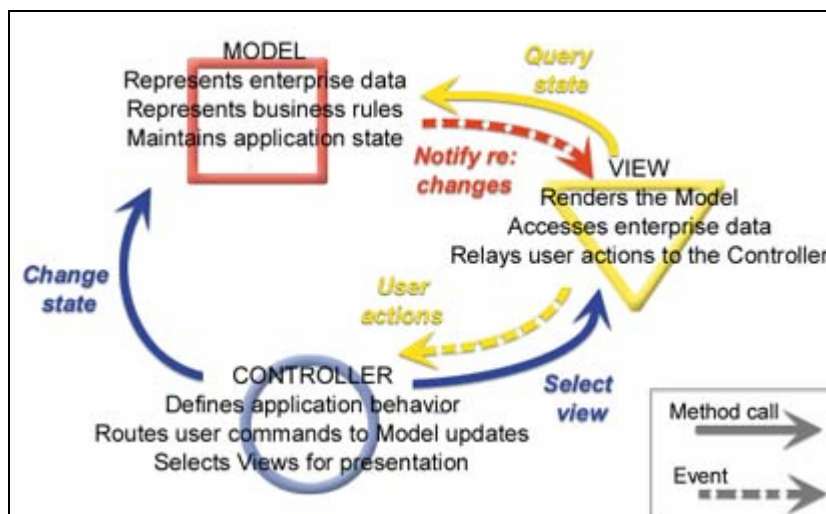 MODEL
Represents enterprise data
Represents business rules
Maintains application state
Query
state
Notify re:
changes
VIEW
Renders the Model
Accesses enterprise data
Relays user actions to the Controller
Change
state
User
actions
CONTROLLER
Defines application behavior
Routes user commands to Model updates
Selects Views for presentation
Select
view
Method call
Event